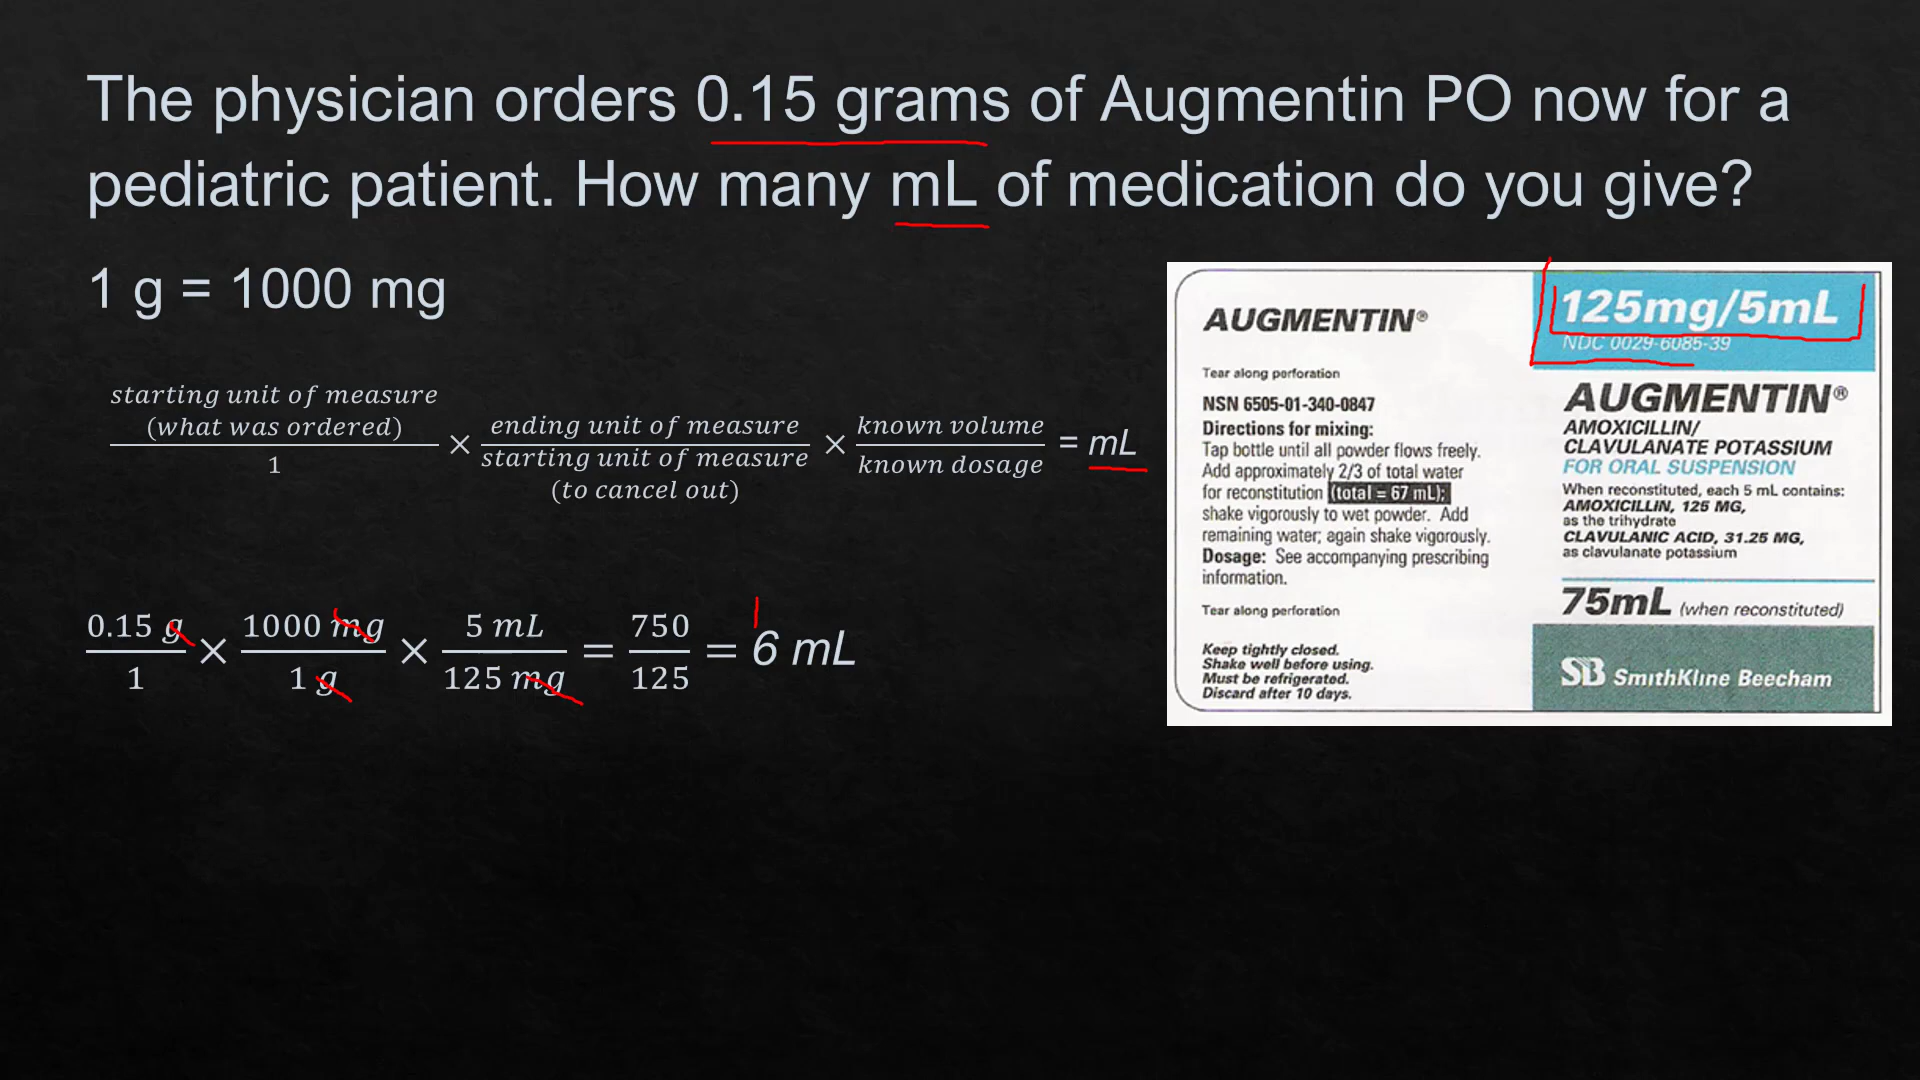 The physician orders 0.15 grams of Augmentin PO now for a
pediatric patient. How many mL of medication do you give?
1 g = 1000 mg
starting unit of measure
(what was ordered)
1
×
ending unit of measure
starting unit of measure
(to cancel out)
×
known volume
known dosage
= mL
0.15 g
1
×
1000 mg
1 g
×
5 mL
125 mg
=
750
125
= 6 mL
AUGMENTIN®
Tear along perforation
NSN 6505-01-340-0847
Directions for mixing:
Tap bottle until all powder flows freely.
Add approximately 2/3 of total water
for reconstitution (total = 67 mL);
shake vigorously to wet powder. Add
remaining water; again shake vigorously.
Dosage: See accompanying prescribing
information.
Tear along perforation
Keep tightly closed.
Shake well before using.
Must be refrigerated.
Discard after 10 days.
125mg/5mL
NDC 0029-6085-39
AUGMENTIN®
AMOXICILLIN/
CLAVULANATE POTASSIUM
FOR ORAL SUSPENSION
When reconstituted, each 5 mL contains:
AMOXICILLIN, 125 MG,
as the trihydrate
CLAVULANIC ACID, 31.25 MG,
as clavulanate potassium
75mL (when reconstituted)
SB SmithKline Beecham